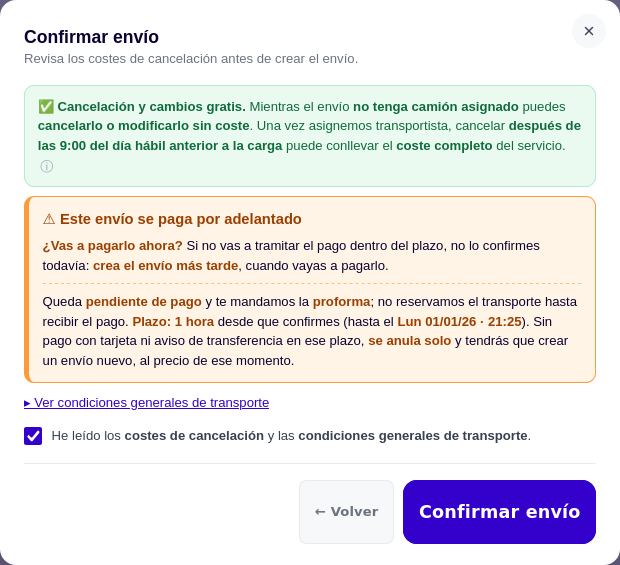 Confirmar envío
Revisa los costes de cancelación antes de crear el envío.
✕
✅ Cancelación y cambios gratis. Mientras el envío no tenga camión asignado puedes
cancelarlo o modificarlo sin coste. Una vez asignemos transportista, cancelar después de
las 9:00 del día hábil anterior a la carga puede conllevar el coste completo del servicio.
ⓘ
⚠ Este envío se paga por adelantado
¿Vas a pagarlo ahora? Si no vas a tramitar el pago dentro del plazo, no lo confirmes
todavía: crea el envío más tarde, cuando vayas a pagarlo.
Queda pendiente de pago y te mandamos la proforma; no reservamos el transporte hasta
recibir el pago. Plazo: 1 hora desde que confirmes (hasta el Lun 01/01/26 · 21:25). Sin
pago con tarjeta ni aviso de transferencia en ese plazo, se anula solo y tendrás que crear
un envío nuevo, al precio de ese momento.
▸ Ver condiciones generales de transporte
He leído los costes de cancelación y las condiciones generales de transporte.
← Volver
Confirmar envío